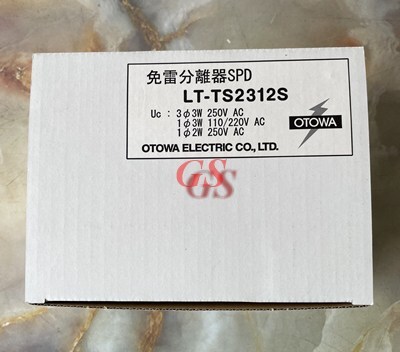 免雷分離器SPD
LT-TS2312S
Uc : 3φ3W 250V AC
1φ3W 110/220V AC
1φ2W 250V AC
OTOWA
OTOWA ELECTRIC CO., LTD.
GS